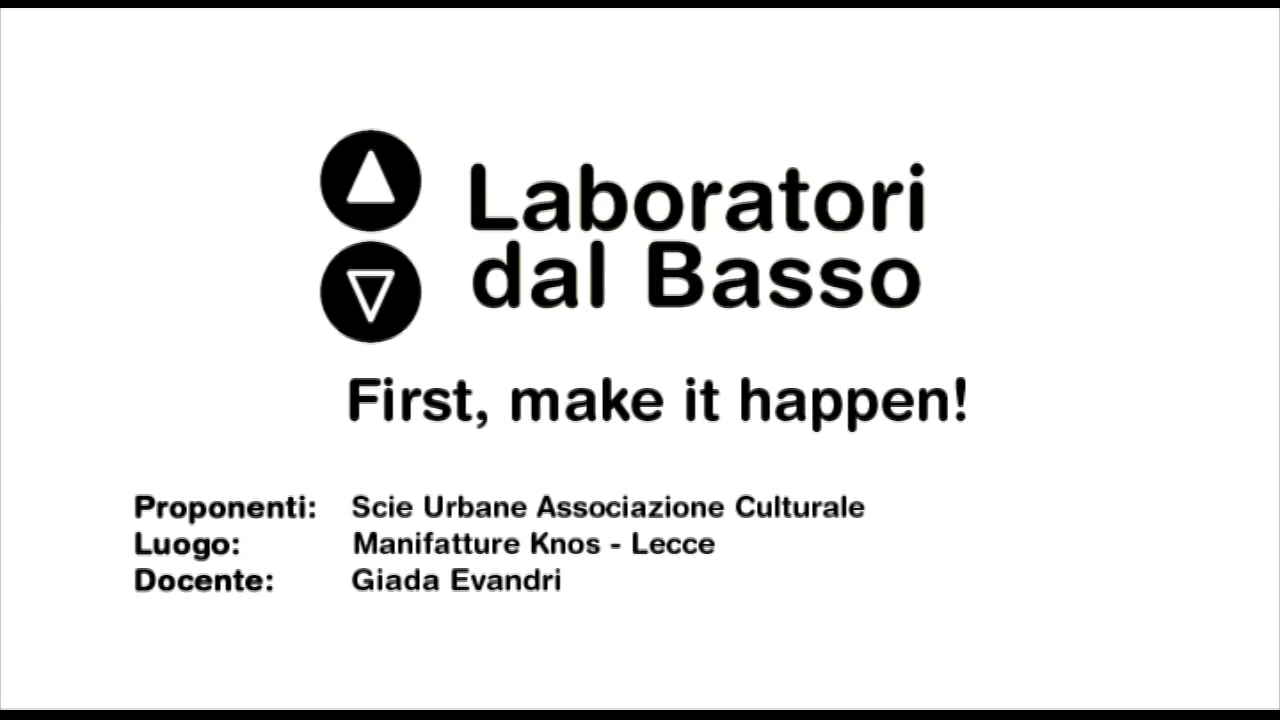 Laboratori
dal Basso
First, make it happen!
Proponenti: Scie Urbane Associazione Culturale
Luogo: Manifatture Knos - Lecce
Docente: Giada Evandri